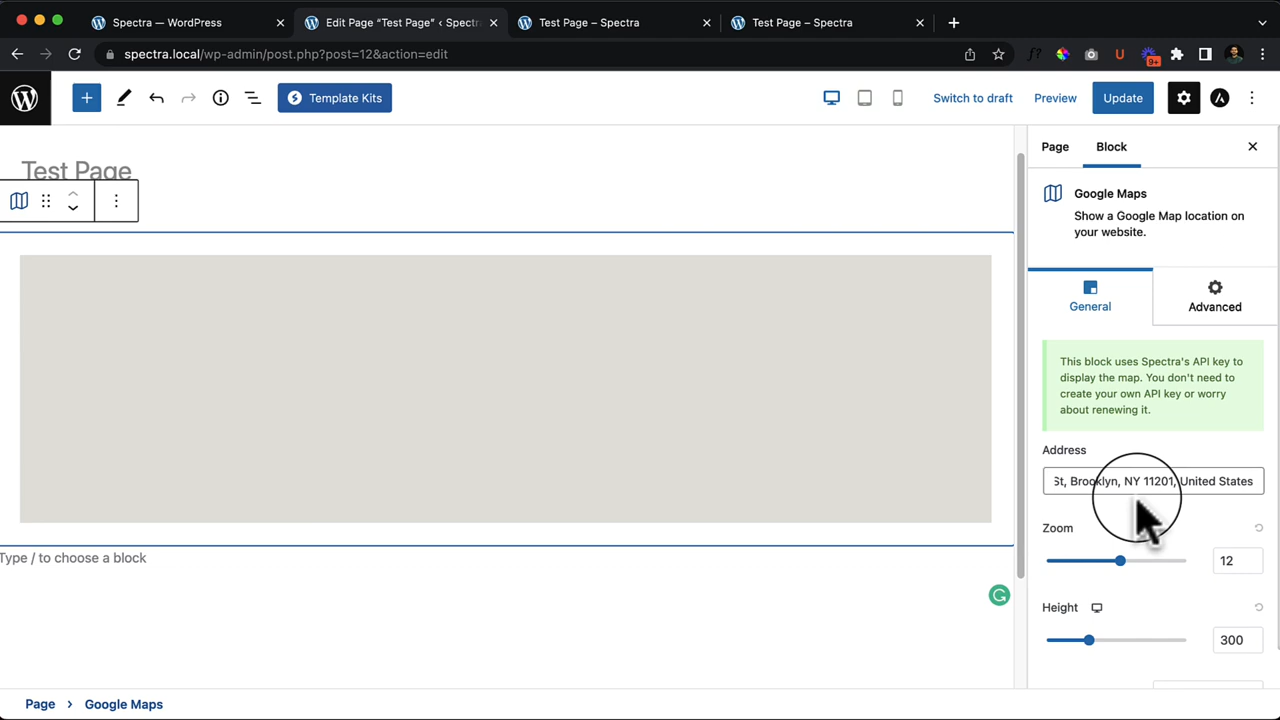 Spectra — WordPress
Edit Page “Test Page” ‹ Spectra
Test Page – Spectra
Test Page – Spectra
spectra.local/wp-admin/post.php?post=12&action=edit
f?
U
9+
Template Kits
Switch to draft
Preview
Update
Test Page
Page
Block
Google Maps
Show a Google Map location on
your website.
General
Advanced
This block uses Spectra's API key to
display the map. You don't need to
create your own API key or worry
about renewing it.
Address
St, Brooklyn, NY 11201, United States
Zoom
12
Height
300
Type / to choose a block
Page
Google Maps